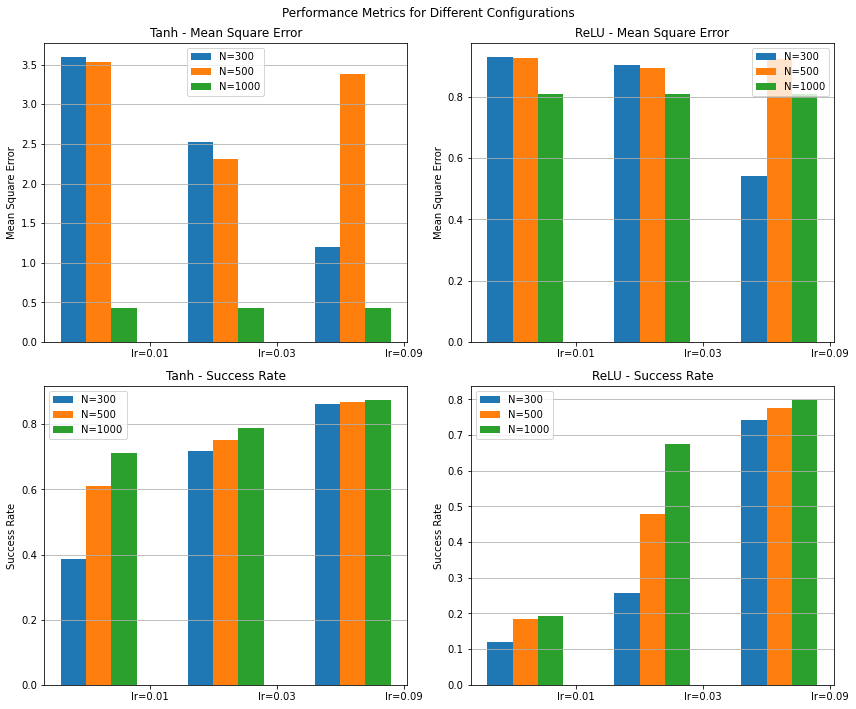 Performance Metrics for Different Configurations
Tanh - Mean Square Error
Mean Square Error
3.5
3.0
2.5
2.0
1.5
1.0
0.5
0.0
N=300
N=500
N=1000
lr=0.01
lr=0.03
lr=0.09
ReLU - Mean Square Error
Mean Square Error
0.8
0.6
0.4
0.2
0.0
N=300
N=500
N=1000
lr=0.01
lr=0.03
lr=0.09
Tanh - Success Rate
Success Rate
0.8
0.6
0.4
0.2
0.0
N=300
N=500
N=1000
lr=0.01
lr=0.03
lr=0.09
ReLU - Success Rate
Success Rate
0.8
0.7
0.6
0.5
0.4
0.3
0.2
0.1
0.0
N=300
N=500
N=1000
lr=0.01
lr=0.03
lr=0.09